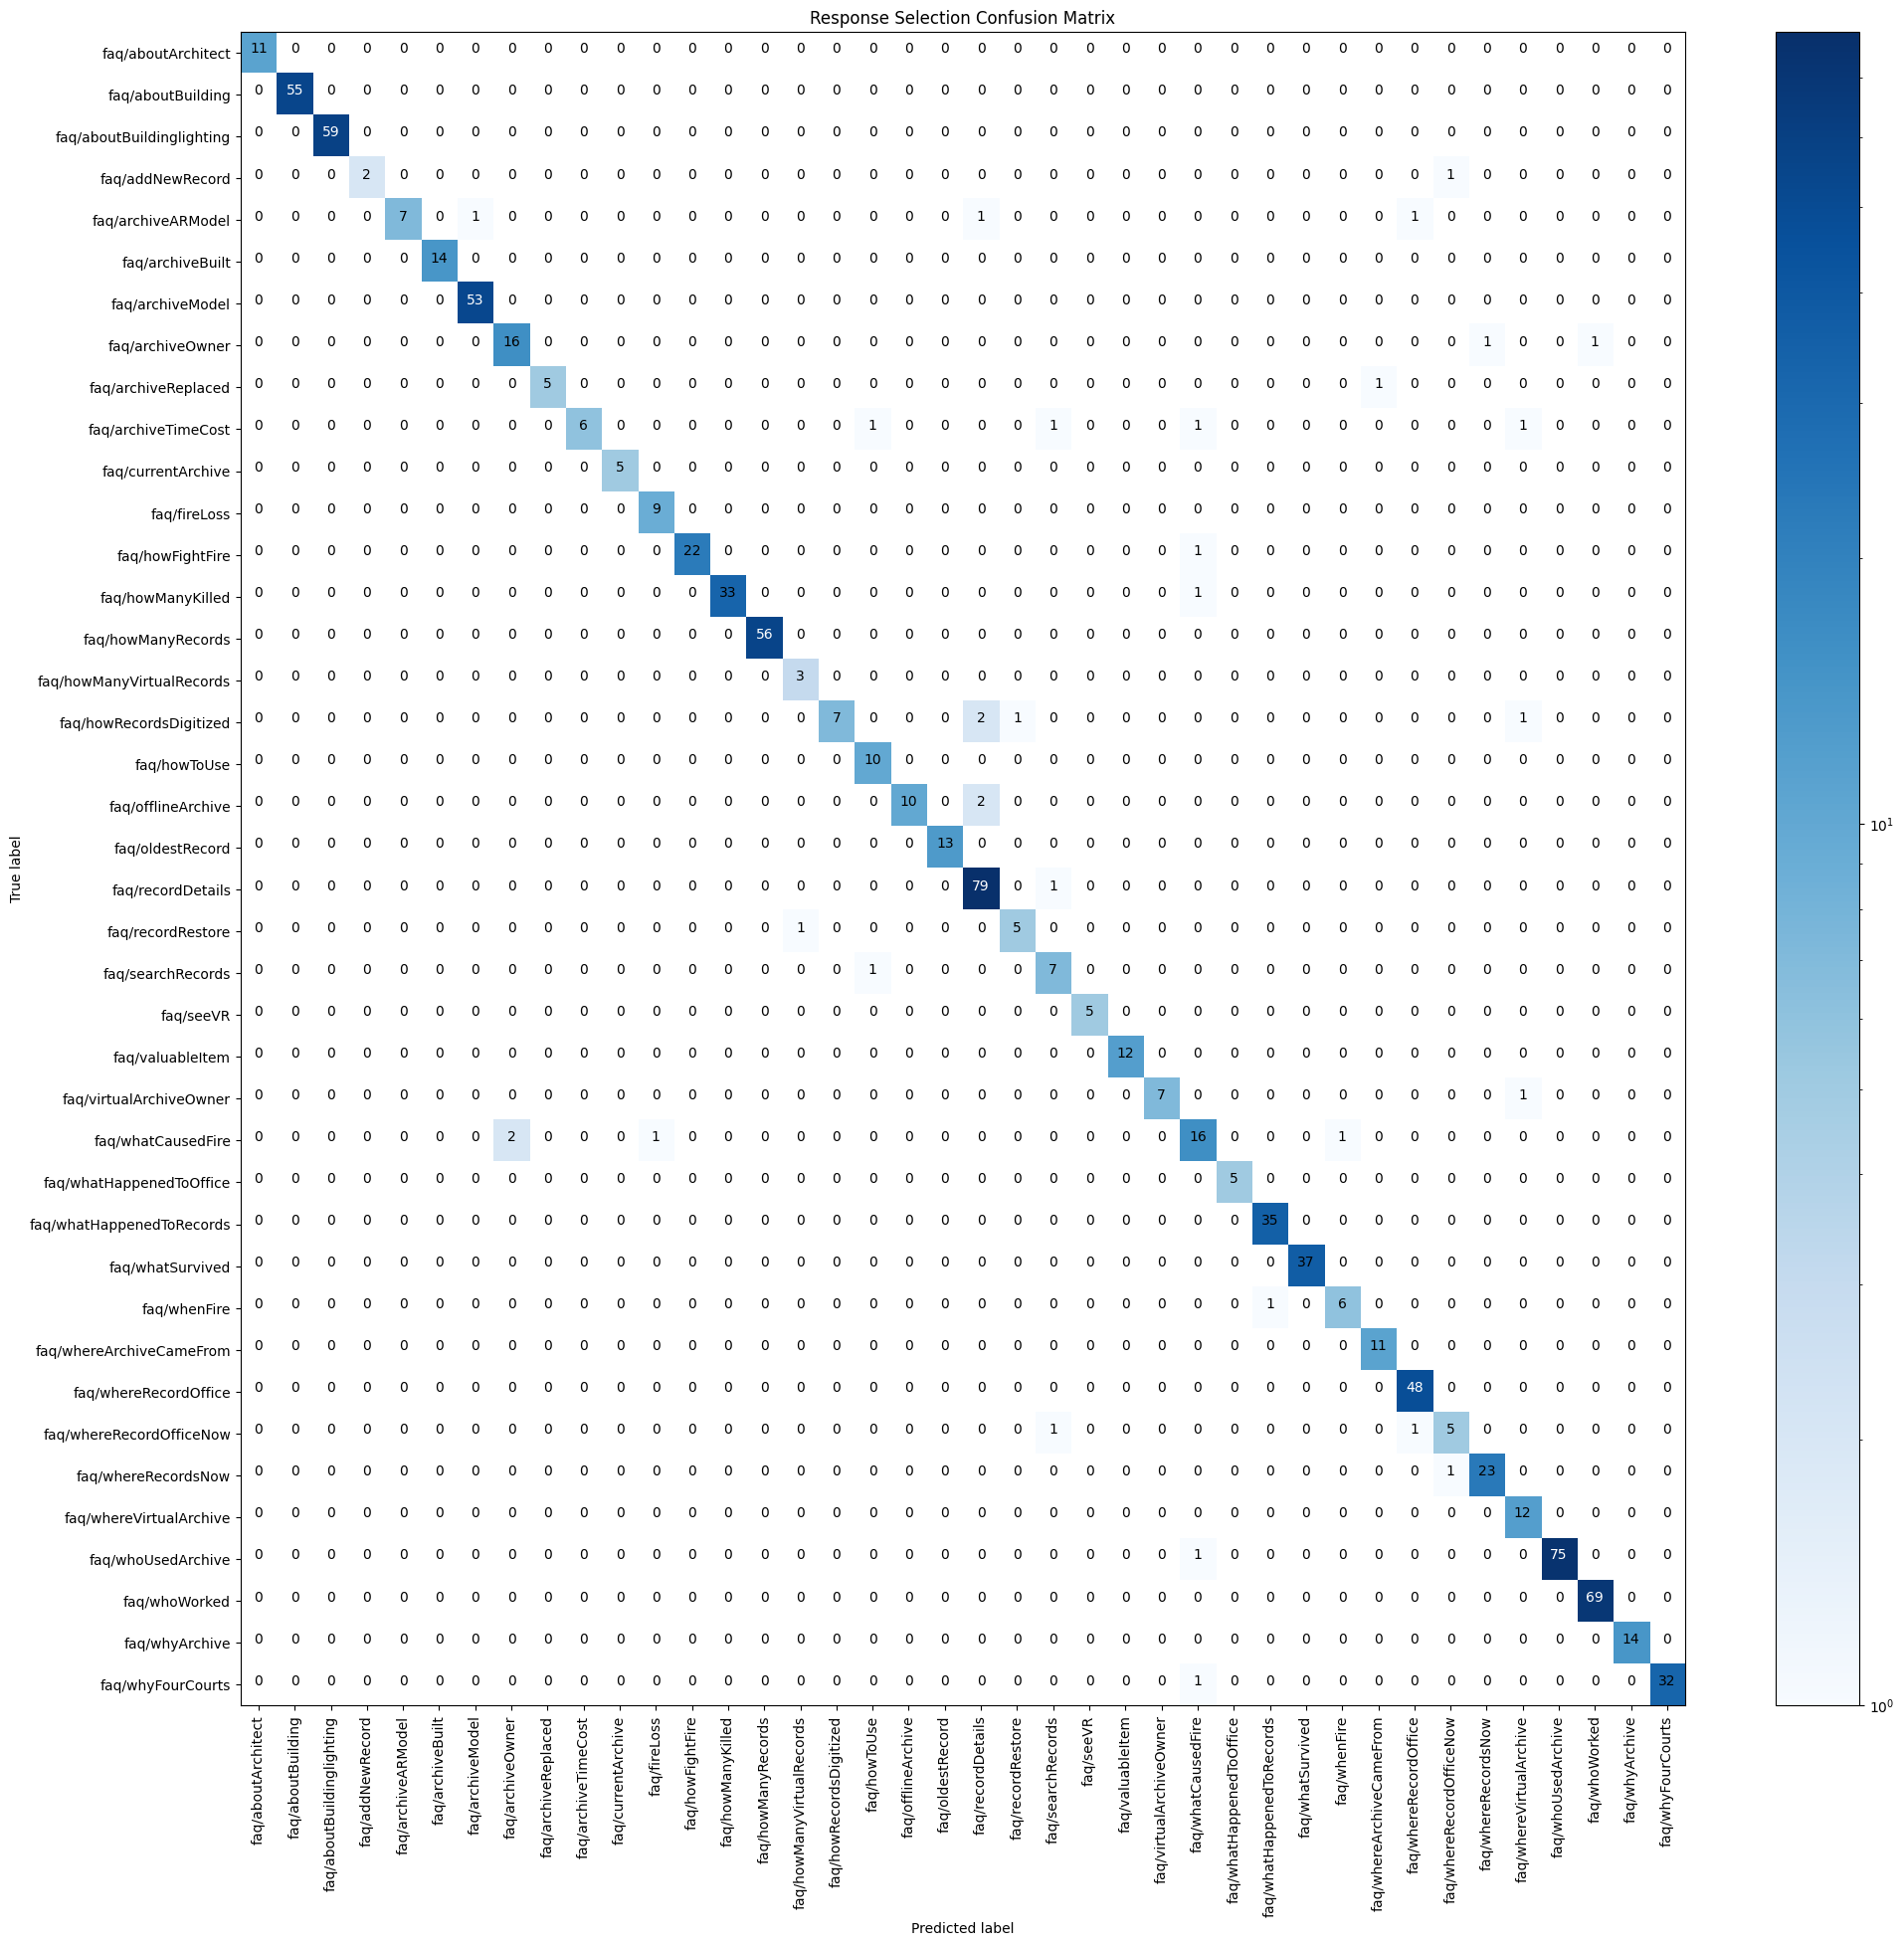 Response Selection Confusion Matrix
faq/aboutArchitect 11 0 0 0 0 0 0 0 0 0 0 0 0 0 0 0 0 0 0 0 0 0 0 0 0 0 0 0 0 0 0 0 0 0 0 0 0 0 0 0
faq/aboutBuilding 0 55 0 0 0 0 0 0 0 0 0 0 0 0 0 0 0 0 0 0 0 0 0 0 0 0 0 0 0 0 0 0 0 0 0 0 0 0 0 0
faq/aboutBuildinglighting 0 0 59 0 0 0 0 0 0 0 0 0 0 0 0 0 0 0 0 0 0 0 0 0 0 0 0 0 0 0 0 0 0 0 0 0 0 0 0 0
faq/addNewRecord 0 0 0 2 0 0 0 0 0 0 0 0 0 0 0 0 0 0 0 0 0 0 0 0 0 0 0 0 0 0 0 0 0 1 0 0 0 0 0 0
faq/archiveARModel 0 0 0 0 7 0 1 0 0 0 0 0 0 0 0 0 0 0 0 0 1 0 0 0 0 0 0 0 0 0 0 0 1 0 0 0 0 0 0 0
faq/archiveBuilt 0 0 0 0 0 14 0 0 0 0 0 0 0 0 0 0 0 0 0 0 0 0 0 0 0 0 0 0 0 0 0 0 0 0 0 0 0 0 0 0
faq/archiveModel 0 0 0 0 0 0 53 0 0 0 0 0 0 0 0 0 0 0 0 0 0 0 0 0 0 0 0 0 0 0 0 0 0 0 0 0 0 0 0 0
faq/archiveOwner 0 0 0 0 0 0 0 16 0 0 0 0 0 0 0 0 0 0 0 0 0 0 0 0 0 0 0 0 0 0 0 0 0 0 1 0 0 1 0 0
faq/archiveReplaced 0 0 0 0 0 0 0 0 5 0 0 0 0 0 0 0 0 0 0 0 0 0 0 0 0 0 0 0 0 0 0 1 0 0 0 0 0 0 0 0
faq/archiveTimeCost 0 0 0 0 0 0 0 0 0 6 0 0 0 0 0 0 0 1 0 0 0 0 1 0 0 0 1 0 0 0 0 0 0 0 0 1 0 0 0 0
faq/currentArchive 0 0 0 0 0 0 0 0 0 0 5 0 0 0 0 0 0 0 0 0 0 0 0 0 0 0 0 0 0 0 0 0 0 0 0 0 0 0 0 0
faq/fireLoss 0 0 0 0 0 0 0 0 0 0 0 9 0 0 0 0 0 0 0 0 0 0 0 0 0 0 0 0 0 0 0 0 0 0 0 0 0 0 0 0
faq/howFightFire 0 0 0 0 0 0 0 0 0 0 0 0 22 0 0 0 0 0 0 0 0 0 0 0 0 0 1 0 0 0 0 0 0 0 0 0 0 0 0 0
faq/howManyKilled 0 0 0 0 0 0 0 0 0 0 0 0 0 33 0 0 0 0 0 0 0 0 0 0 0 0 1 0 0 0 0 0 0 0 0 0 0 0 0 0
faq/howManyRecords 0 0 0 0 0 0 0 0 0 0 0 0 0 0 56 0 0 0 0 0 0 0 0 0 0 0 0 0 0 0 0 0 0 0 0 0 0 0 0 0
faq/howManyVirtualRecords 0 0 0 0 0 0 0 0 0 0 0 0 0 0 0 3 0 0 0 0 0 0 0 0 0 0 0 0 0 0 0 0 0 0 0 0 0 0 0 0
faq/howRecordsDigitized 0 0 0 0 0 0 0 0 0 0 0 0 0 0 0 0 7 0 0 0 2 1 0 0 0 0 0 0 0 0 0 0 0 0 0 1 0 0 0 0
faq/howToUse 0 0 0 0 0 0 0 0 0 0 0 0 0 0 0 0 0 10 0 0 0 0 0 0 0 0 0 0 0 0 0 0 0 0 0 0 0 0 0 0
faq/offlineArchive 0 0 0 0 0 0 0 0 0 0 0 0 0 0 0 0 0 0 10 0 2 0 0 0 0 0 0 0 0 0 0 0 0 0 0 0 0 0 0 0
faq/oldestRecord 0 0 0 0 0 0 0 0 0 0 0 0 0 0 0 0 0 0 0 13 0 0 0 0 0 0 0 0 0 0 0 0 0 0 0 0 0 0 0 0
faq/recordDetails 0 0 0 0 0 0 0 0 0 0 0 0 0 0 0 0 0 0 0 0 79 0 1 0 0 0 0 0 0 0 0 0 0 0 0 0 0 0 0 0
faq/recordRestore 0 0 0 0 0 0 0 0 0 0 0 0 0 0 0 1 0 0 0 0 0 5 0 0 0 0 0 0 0 0 0 0 0 0 0 0 0 0 0 0
faq/searchRecords 0 0 0 0 0 0 0 0 0 0 0 0 0 0 0 0 0 1 0 0 0 0 7 0 0 0 0 0 0 0 0 0 0 0 0 0 0 0 0 0
faq/seeVR 0 0 0 0 0 0 0 0 0 0 0 0 0 0 0 0 0 0 0 0 0 0 0 5 0 0 0 0 0 0 0 0 0 0 0 0 0 0 0 0
faq/valuableItem 0 0 0 0 0 0 0 0 0 0 0 0 0 0 0 0 0 0 0 0 0 0 0 0 12 0 0 0 0 0 0 0 0 0 0 0 0 0 0 0
faq/virtualArchiveOwner 0 0 0 0 0 0 0 0 0 0 0 0 0 0 0 0 0 0 0 0 0 0 0 0 0 7 0 0 0 0 0 0 0 0 0 1 0 0 0 0
faq/whatCausedFire 0 0 0 0 0 0 0 2 0 0 0 1 0 0 0 0 0 0 0 0 0 0 0 0 0 0 16 0 0 0 1 0 0 0 0 0 0 0 0 0
faq/whatHappenedToOffice 0 0 0 0 0 0 0 0 0 0 0 0 0 0 0 0 0 0 0 0 0 0 0 0 0 0 0 5 0 0 0 0 0 0 0 0 0 0 0 0
faq/whatHappenedToRecords 0 0 0 0 0 0 0 0 0 0 0 0 0 0 0 0 0 0 0 0 0 0 0 0 0 0 0 0 35 0 0 0 0 0 0 0 0 0 0 0
faq/whatSurvived 0 0 0 0 0 0 0 0 0 0 0 0 0 0 0 0 0 0 0 0 0 0 0 0 0 0 0 0 0 37 0 0 0 0 0 0 0 0 0 0
faq/whenFire 0 0 0 0 0 0 0 0 0 0 0 0 0 0 0 0 0 0 0 0 0 0 0 0 0 0 0 0 1 0 6 0 0 0 0 0 0 0 0 0
faq/whereArchiveCameFrom 0 0 0 0 0 0 0 0 0 0 0 0 0 0 0 0 0 0 0 0 0 0 0 0 0 0 0 0 0 0 0 11 0 0 0 0 0 0 0 0
faq/whereRecordOffice 0 0 0 0 0 0 0 0 0 0 0 0 0 0 0 0 0 0 0 0 0 0 0 0 0 0 0 0 0 0 0 0 48 0 0 0 0 0 0 0
faq/whereRecordOfficeNow 0 0 0 0 0 0 0 0 0 0 0 0 0 0 0 0 0 0 0 0 0 0 1 0 0 0 0 0 0 0 0 0 1 5 0 0 0 0 0 0
faq/whereRecordsNow 0 0 0 0 0 0 0 0 0 0 0 0 0 0 0 0 0 0 0 0 0 0 0 0 0 0 0 0 0 0 0 0 0 1 23 0 0 0 0 0
faq/whereVirtualArchive 0 0 0 0 0 0 0 0 0 0 0 0 0 0 0 0 0 0 0 0 0 0 0 0 0 0 0 0 0 0 0 0 0 0 0 12 0 0 0 0
faq/whoUsedArchive 0 0 0 0 0 0 0 0 0 0 0 0 0 0 0 0 0 0 0 0 0 0 0 0 0 0 1 0 0 0 0 0 0 0 0 0 75 0 0 0
faq/whoWorked 0 0 0 0 0 0 0 0 0 0 0 0 0 0 0 0 0 0 0 0 0 0 0 0 0 0 0 0 0 0 0 0 0 0 0 0 0 69 0 0
faq/whyArchive 0 0 0 0 0 0 0 0 0 0 0 0 0 0 0 0 0 0 0 0 0 0 0 0 0 0 0 0 0 0 0 0 0 0 0 0 0 0 14 0
faq/whyFourCourts 0 0 0 0 0 0 0 0 0 0 0 0 0 0 0 0 0 0 0 0 0 0 0 0 0 0 1 0 0 0 0 0 0 0 0 0 0 0 0 32
True label
faq/aboutArchitect
faq/aboutBuilding
faq/aboutBuildinglighting
faq/addNewRecord
faq/archiveARModel
faq/archiveBuilt
faq/archiveModel
faq/archiveOwner
faq/archiveReplaced
faq/archiveTimeCost
faq/currentArchive
faq/fireLoss
faq/howFightFire
faq/howManyKilled
faq/howManyRecords
faq/howManyVirtualRecords
faq/howRecordsDigitized
faq/howToUse
faq/offlineArchive
faq/oldestRecord
faq/recordDetails
faq/recordRestore
faq/searchRecords
faq/seeVR
faq/valuableItem
faq/virtualArchiveOwner
faq/whatCausedFire
faq/whatHappenedToOffice
faq/whatHappenedToRecords
faq/whatSurvived
faq/whenFire
faq/whereArchiveCameFrom
faq/whereRecordOffice
faq/whereRecordOfficeNow
faq/whereRecordsNow
faq/whereVirtualArchive
faq/whoUsedArchive
faq/whoWorked
faq/whyArchive
faq/whyFourCourts
Predicted label
10¹
10⁰